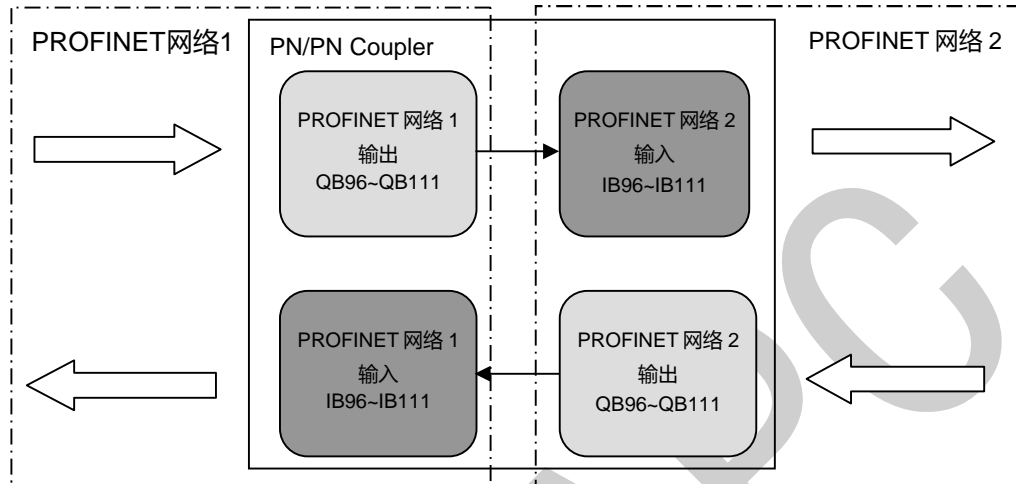 PROFINET网络1
PN/PN Coupler
PROFINET 网络 2
PROFINET 网络 1
输出
QB96~QB111
PROFINET 网络 2
输入
IB96~IB111
PROFINET 网络 1
输入
IB96~IB111
PROFINET 网络 2
输出
QB96~QB111